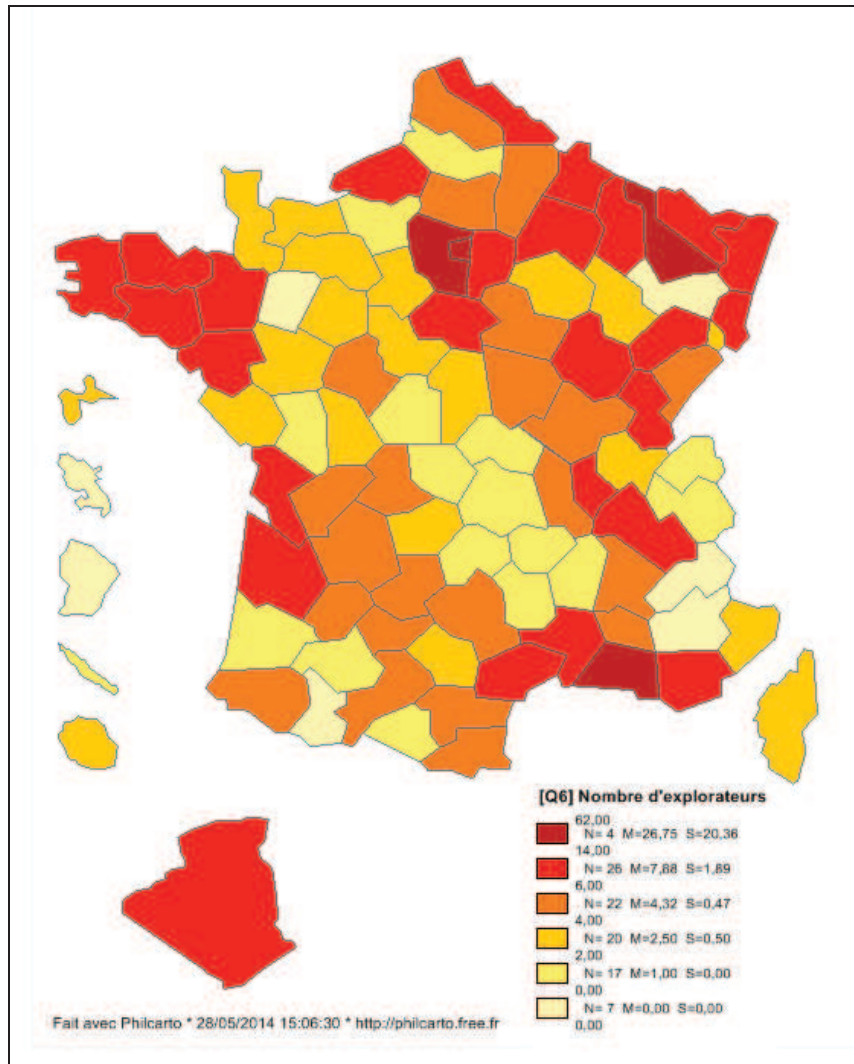 [Q6] Nombre d'explorateurs
62,00
N= 4 M=26,75 S=20,36
14,00
N= 26 M=7,88 S=1,89
6,00
N= 22 M=4,32 S=0,47
4,00
N= 20 M=2,50 S=0,50
2,00
N= 17 M=1,00 S=0,00
0,00
N= 7 M=0,00 S=0,00
0,00
Fait avec Philcarto * 28/05/2014 15:06:30 * http://philcarto.free.fr